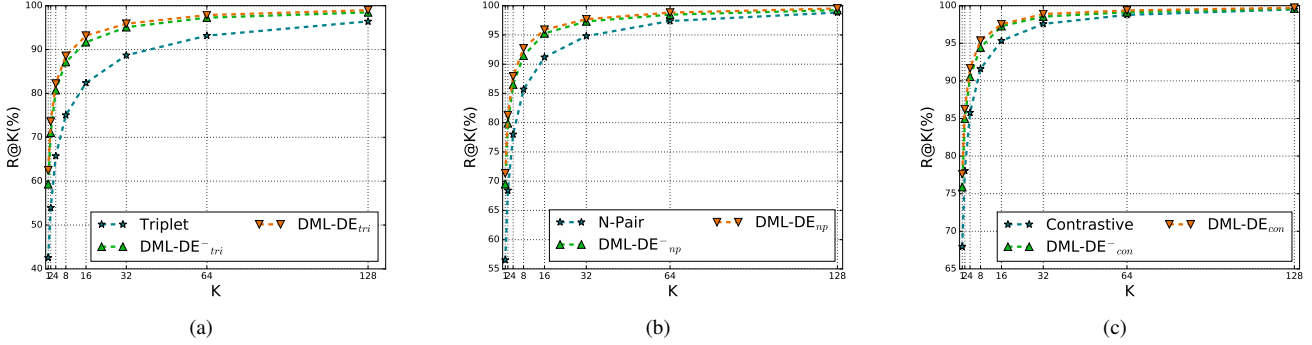 100
90
80
70
60
50
40
R@K(%)
1 2 4 8 16 32 64 128
K
Triplet
DML-DE⁻tri
DML-DEtri
(a)
100
95
90
85
80
75
70
65
60
55
R@K(%)
1 2 4 8 16 32 64 128
K
N-Pair
DML-DE⁻np
DML-DEnp
(b)
100
95
90
85
80
75
70
65
R@K(%)
1 2 4 8 16 32 64 128
K
Contrastive
DML-DE⁻con
DML-DEcon
(c)